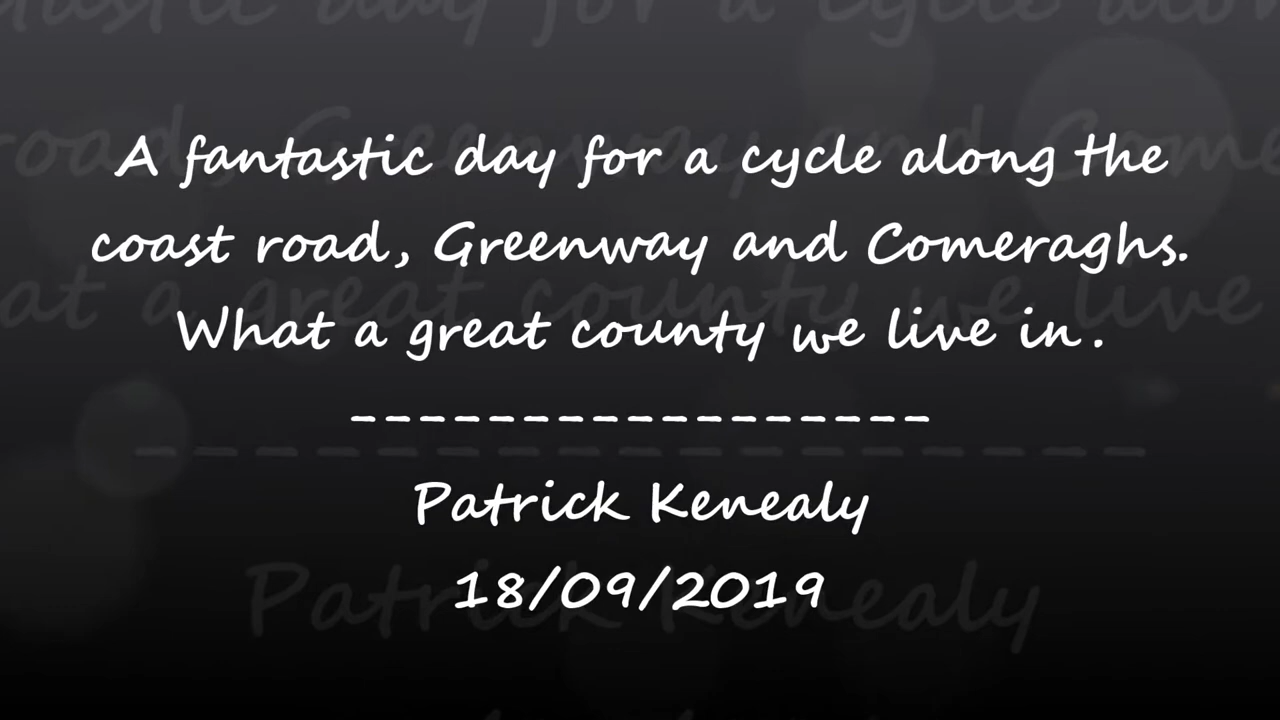 A fantastic day for a cycle along the
coast road, Greenway and Comeraghs.
What a great county we live in.
-----------------
Patrick Kenealy
18/09/2019